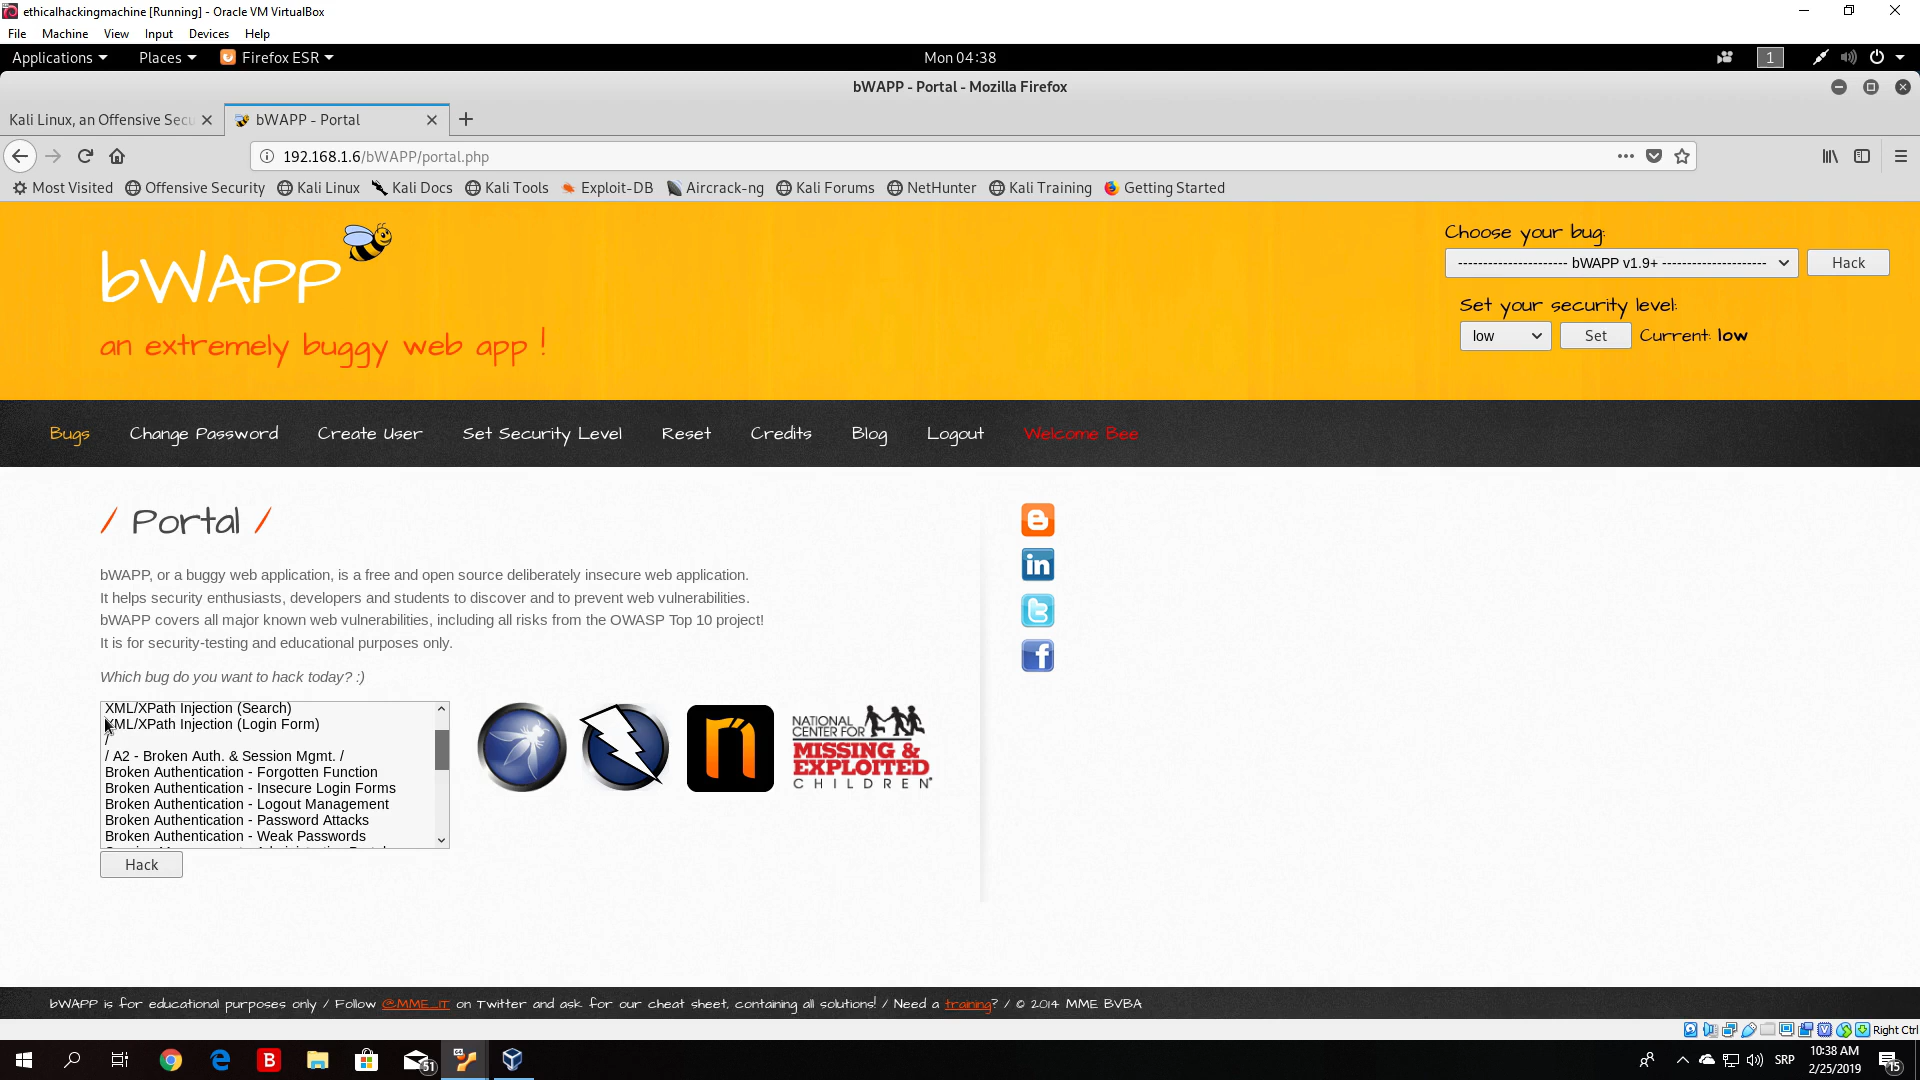 ethicalhackingmachine [Running] - Oracle VM VirtualBox
File Machine View Input Devices Help
Applications Places Firefox ESR Mon 04:38 1
bWAPP - Portal - Mozilla Firefox
Kali Linux, an Offensive Secu bWAPP - Portal
192.168.1.6/bWAPP/portal.php
Most Visited Offensive Security Kali Linux Kali Docs Kali Tools Exploit-DB Aircrack-ng Kali Forums NetHunter Kali Training Getting Started
bWAPP
an extremely buggy web app !
Choose your bug:
---------------------- bWAPP v1.9+ --------------------- Hack
Set your security level:
low Set Current: low
Bugs Change Password Create User Set Security Level Reset Credits Blog Logout Welcome Bee
/ Portal /
bWAPP, or a buggy web application, is a free and open source deliberately insecure web application.
It helps security enthusiasts, developers and students to discover and to prevent web vulnerabilities.
bWAPP covers all major known web vulnerabilities, including all risks from the OWASP Top 10 project!
It is for security-testing and educational purposes only.
Which bug do you want to hack today? :)
XML/XPath Injection (Search)
XML/XPath Injection (Login Form)
/
/ A2 - Broken Auth. & Session Mgmt. /
Broken Authentication - Forgotten Function
Broken Authentication - Insecure Login Forms
Broken Authentication - Logout Management
Broken Authentication - Password Attacks
Broken Authentication - Weak Passwords
Hack
NATIONAL
CENTER FOR
MISSING &
EXPLOITED
CHILDREN
bWAPP is for educational purposes only / Follow @MME_IT on Twitter and ask for our cheat sheet, containing all solutions! / Need a training? / © 2014 MME BVBA
Right Ctrl
51 SRP 10:38 AM
2/25/2019 15